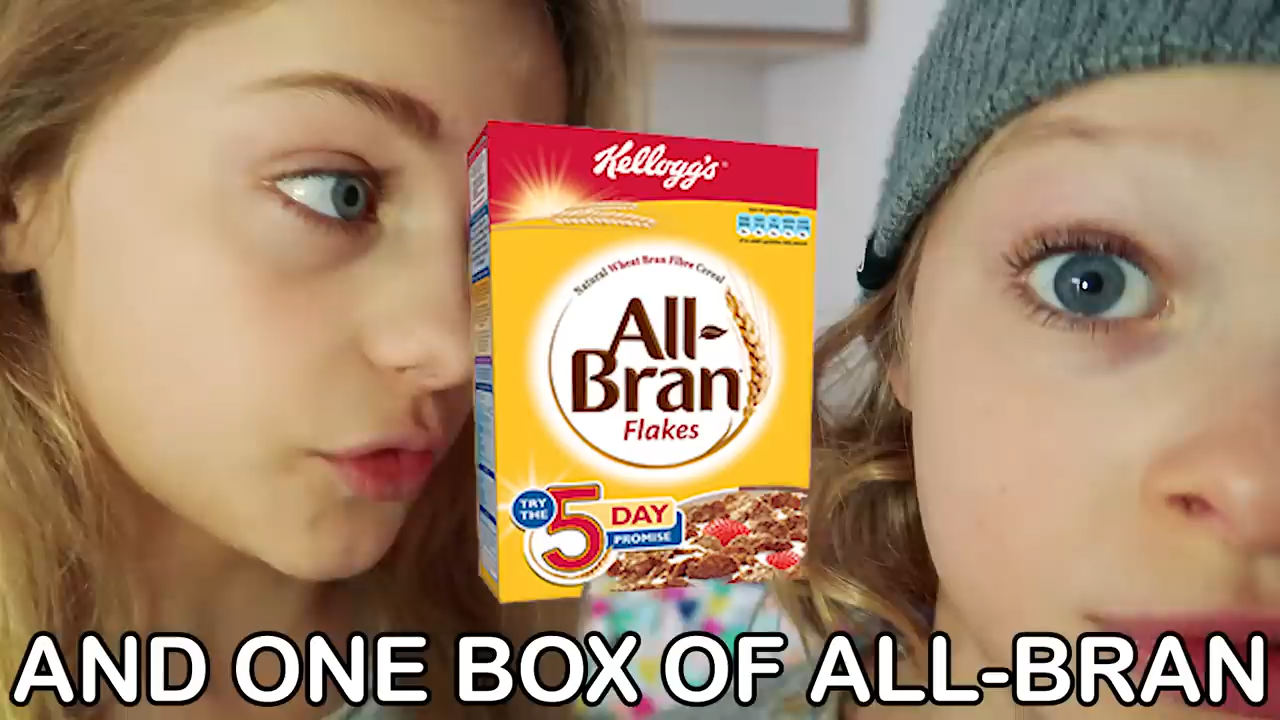 Kellogg's
Natural Wheat Bran Fibre Cereal
All-
Bran
Flakes
TRY
THE
5
DAY
PROMISE
AND ONE BOX OF ALL-BRAN